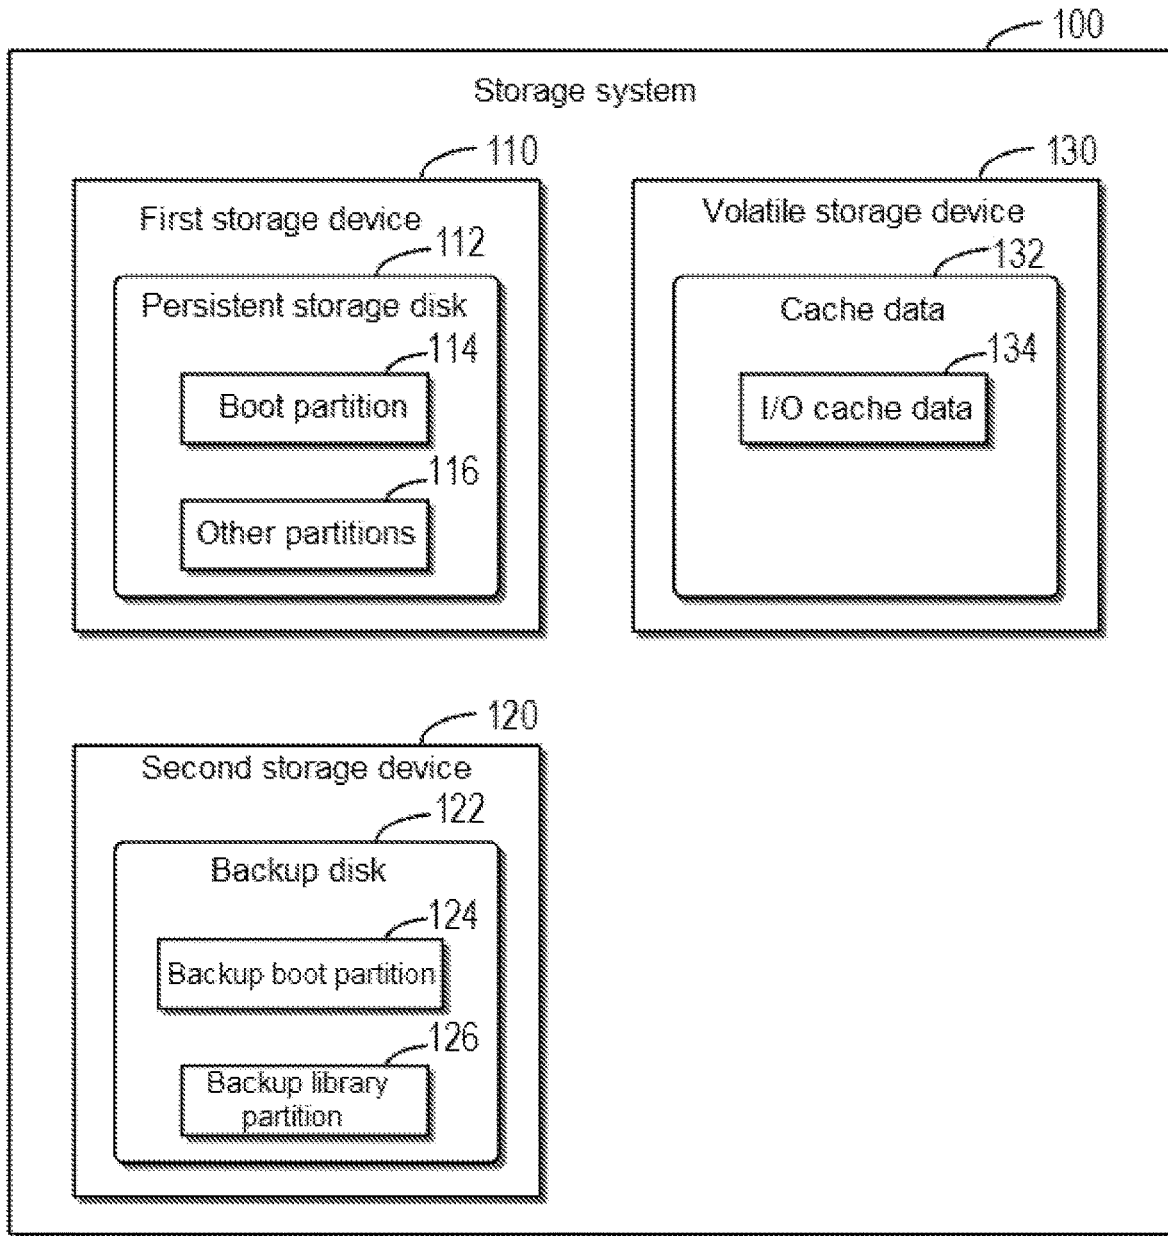 100
Storage system
110
First storage device
112
Persistent storage disk
114
Boot partition
116
Other partitions
130
Volatile storage device
132
Cache data
134
I/O cache data
120
Second storage device
122
Backup disk
124
Backup boot partition
126
Backup library
partition